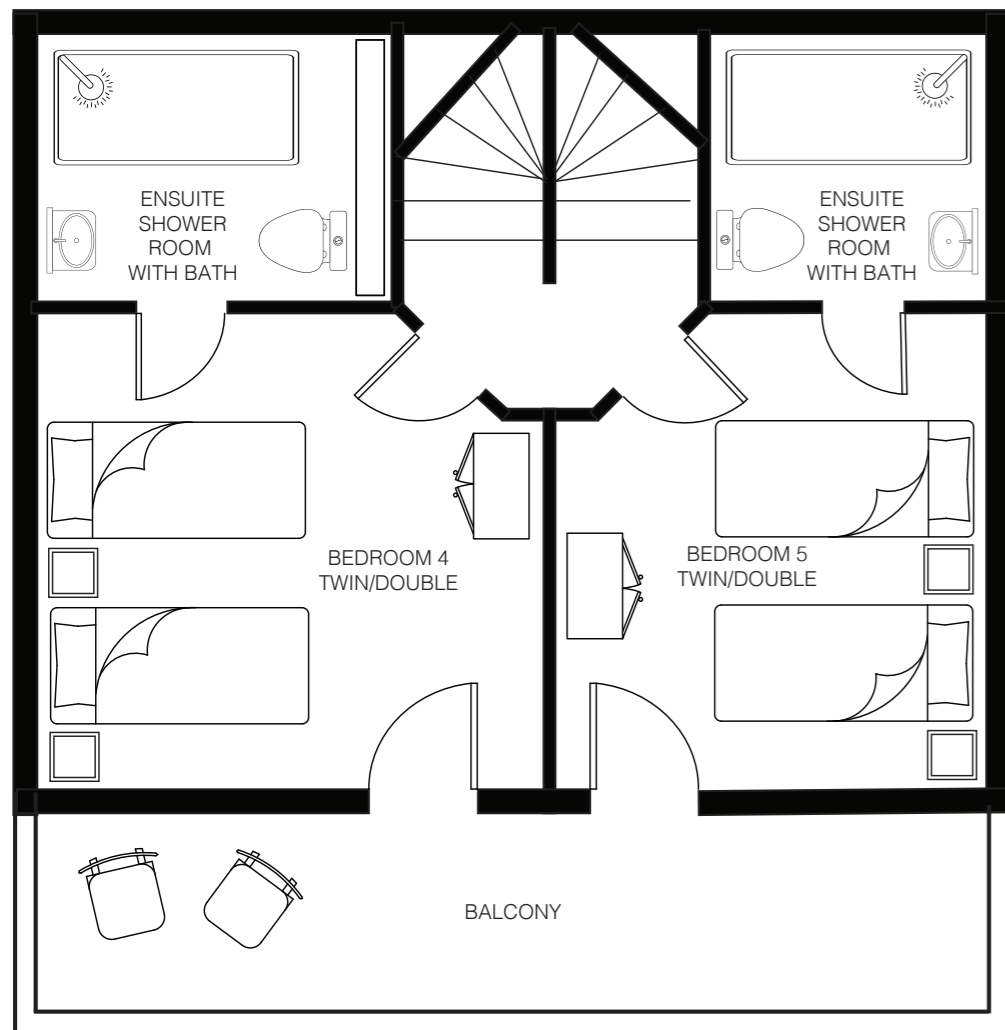 ENSUITE
SHOWER
ROOM
WITH BATH
ENSUITE
SHOWER
ROOM
WITH BATH
BEDROOM 4
TWIN/DOUBLE
BEDROOM 5
TWIN/DOUBLE
BALCONY